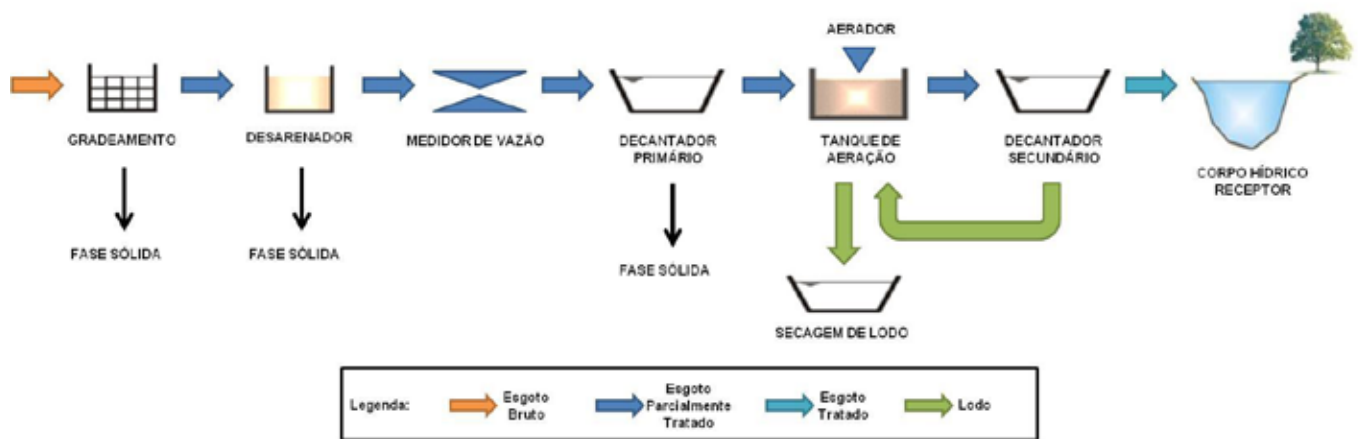 AERADOR
GRADEAMENTO
DESARENADOR
MEDIDOR DE VAZÃO
DECANTADOR
PRIMÁRIO
TANQUE DE
AERAÇÃO
DECANTADOR
SECUNDÁRIO
CORPO HÍDRICO
RECEPTOR
FASE SÓLIDA
FASE SÓLIDA
FASE SÓLIDA
SECAGEM DE LODO
Legenda:
Esgoto
Bruto
Esgoto
Parcialmente
Tratado
Esgoto
Tratado
Lodo